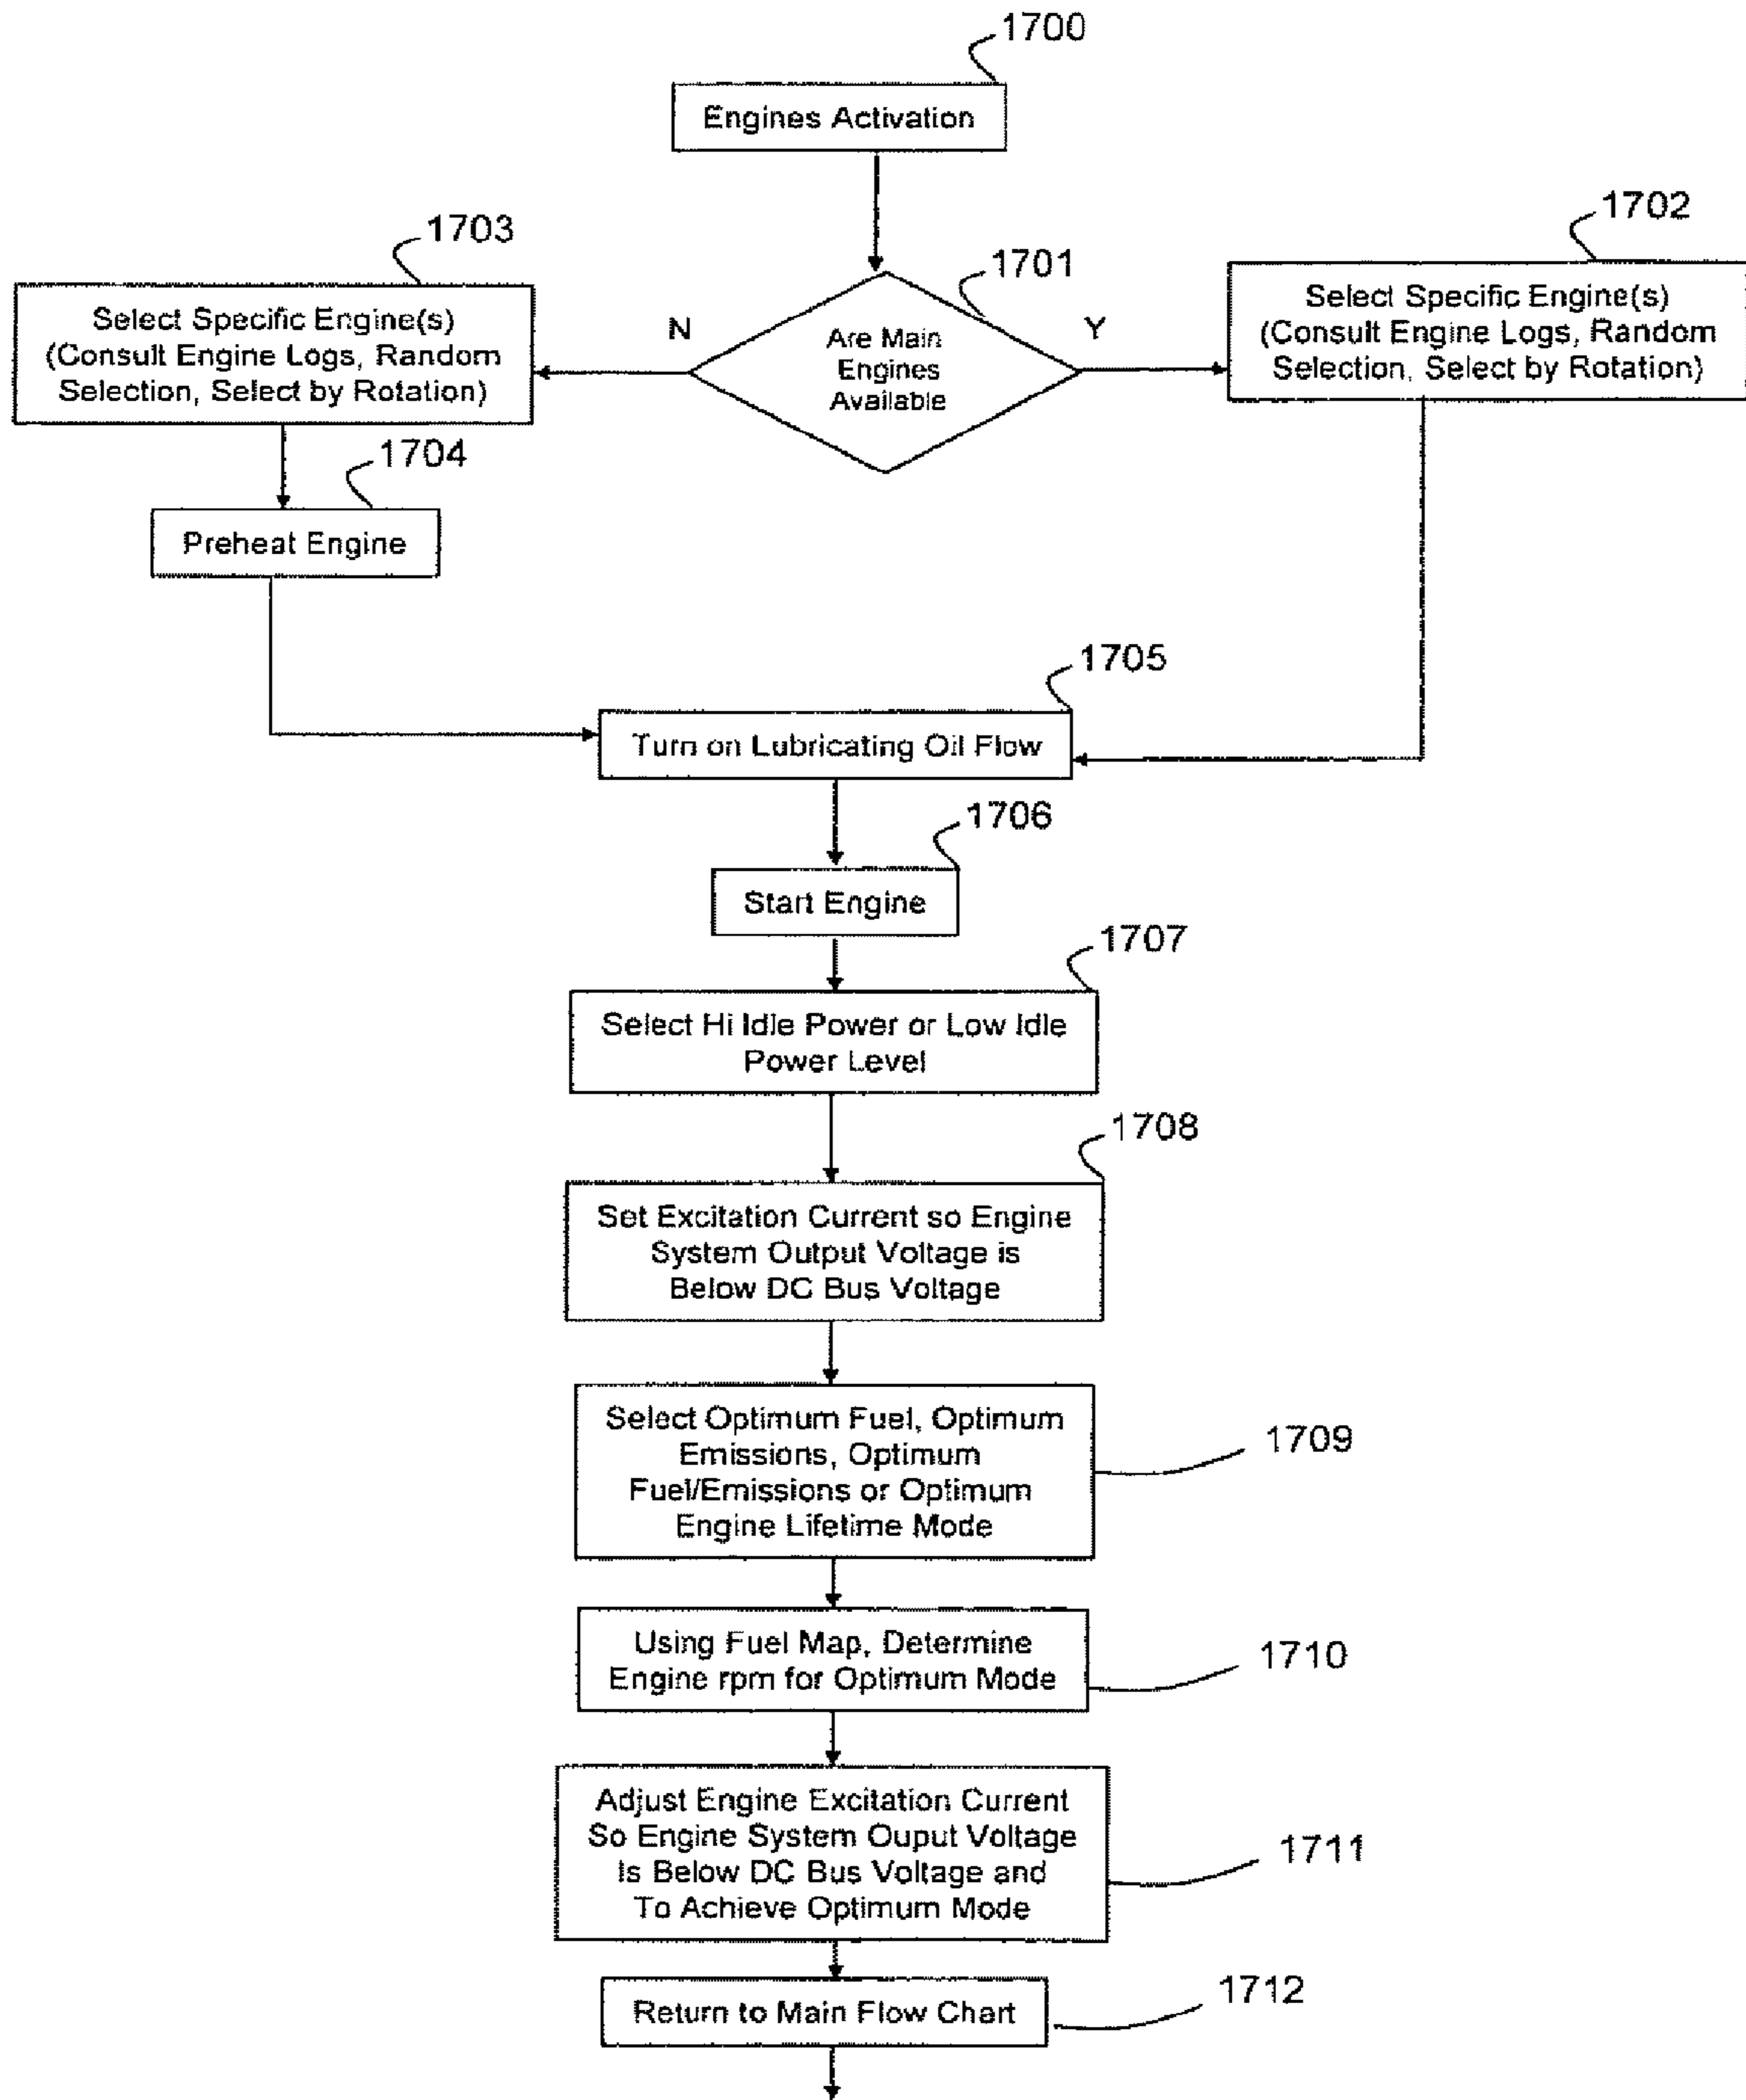 1700
Engines Activation
1703
1702
1701
Select Specific Engine(s)
(Consult Engine Logs, Random
Selection, Select by Rotation)
N
Are Main
Engines
Available
Y
Select Specific Engine(s)
(Consult Engine Logs, Random
Selection, Select by Rotation)
1704
Preheat Engine
1705
Turn on Lubricating Oil Flow
1706
Start Engine
1707
Select Hi Idle Power or Low Idle
Power Level
1708
Set Excitation Current so Engine
System Output Voltage is
Below DC Bus Voltage
Select Optimum Fuel, Optimum
Emissions, Optimum
Fuel/Emissions or Optimum
Engine Lifetime Mode
1709
Using Fuel Map, Determine
Engine rpm for Optimum Mode
1710
Adjust Engine Excitation Current
So Engine System Ouput Voltage
Is Below DC Bus Voltage and
To Achieve Optimum Mode
1711
Return to Main Flow Chart
1712